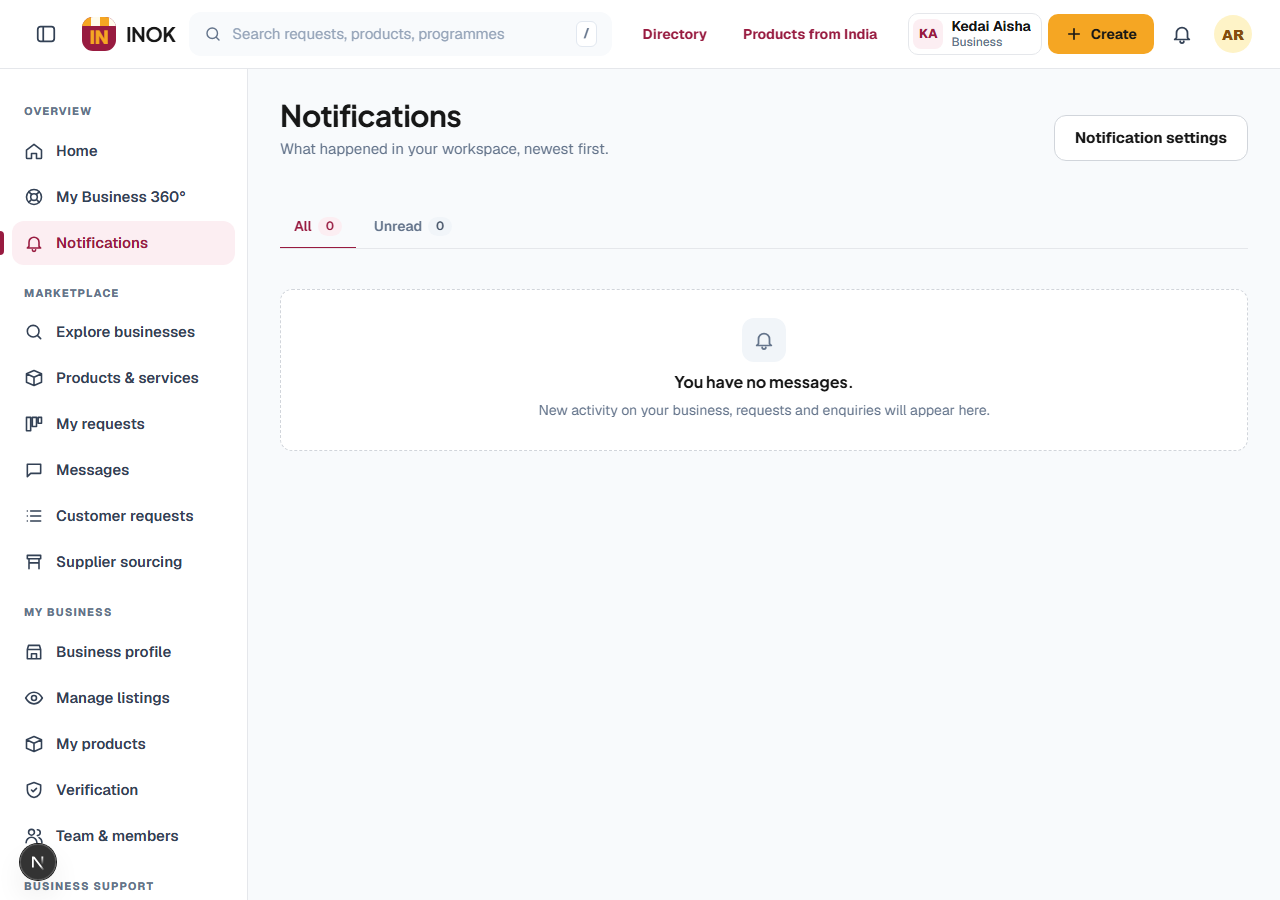 IN INOK
Search requests, products, programmes /
Directory
Products from India
KA Kedai Aisha
Business
Create
AR
OVERVIEW
Home
My Business 360°
Notifications
MARKETPLACE
Explore businesses
Products & services
My requests
Messages
Customer requests
Supplier sourcing
MY BUSINESS
Business profile
Manage listings
My products
Verification
Team & members
N
BUSINESS SUPPORT
Notifications
What happened in your workspace, newest first.
Notification settings
All 0 Unread 0
You have no messages.
New activity on your business, requests and enquiries will appear here.